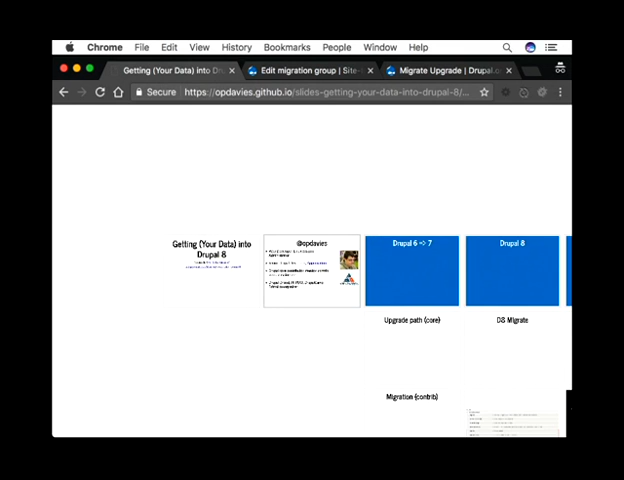 Chrome File Edit View History Bookmarks People Window Help
Getting (Your Data) into Dru
Edit migration group | Site-
Migrate Upgrade | Drupal.o
Secure https://opdavies.github.io/slides-getting-your-data-into-drupal-8/...
Getting (Your Data) into
Drupal 8
@opdavies
Drupal 6 => 7
Drupal 8
Upgrade path (core)
D8 Migrate
Migration (contrib)